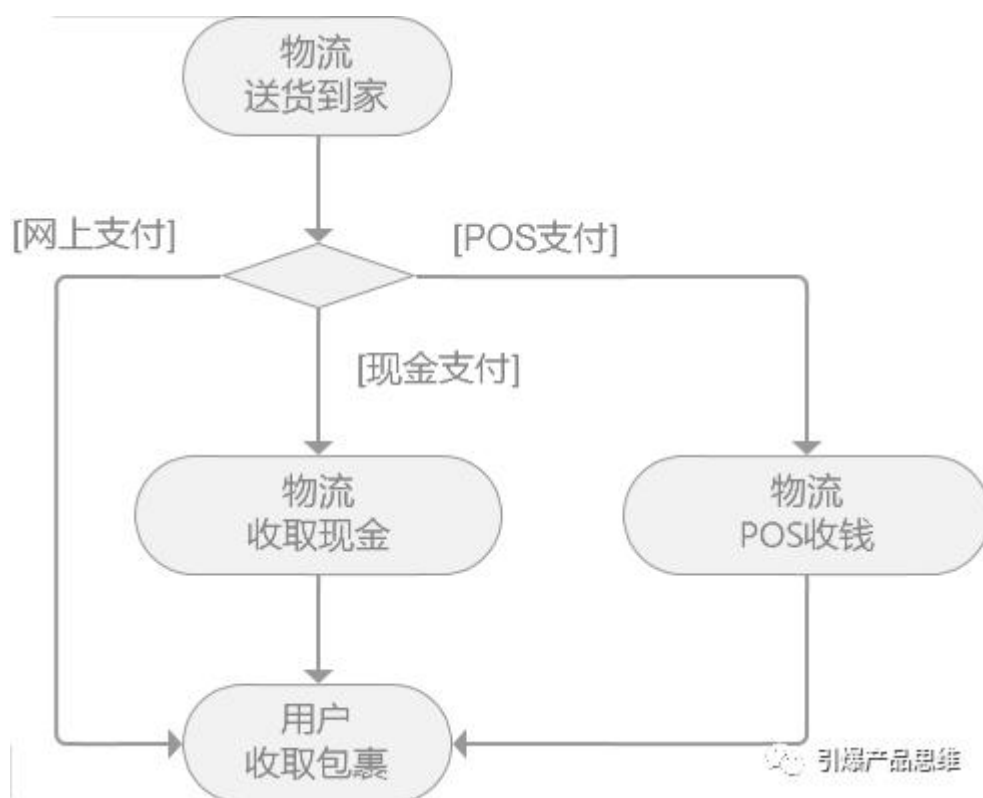 物流
送货到家
[网上支付]
[POS支付]
[现金支付]
物流
收取现金
物流
POS收钱
用户
收取包裹
引爆产品思维